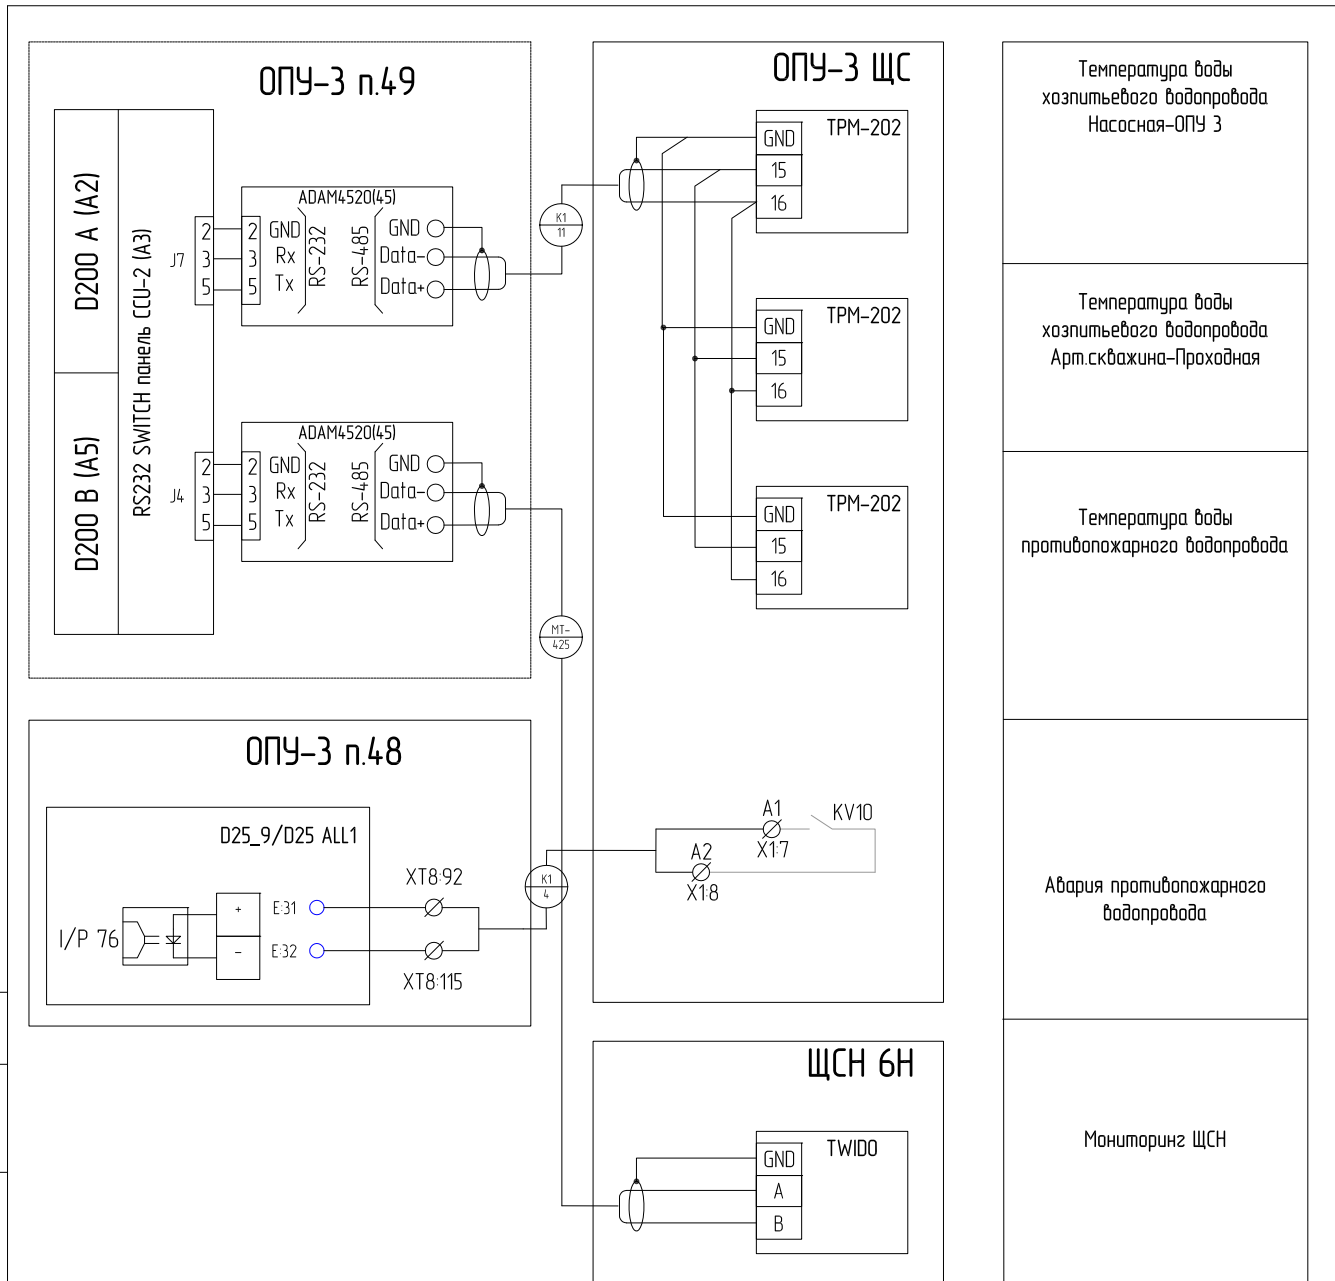 ОПУ-3 п.49
D200 A (A2)
D200 B (A5)
RS232 SWITCH панель CCU-2 (A3)
J7
2
3
5
2
3
5
ADAM4520(45)
GND
Rx
Tx
RS-232
RS-485
GND
Data-
Data+
J4
2
3
5
2
3
5
ADAM4520(45)
GND
Rx
Tx
RS-232
RS-485
GND
Data-
Data+
K1
11
МТ-
425
ОПУ-3 ЩС
ТРМ-202
GND
15
16
ТРМ-202
GND
15
16
ТРМ-202
GND
15
16
A1
X1:7
KV10
A2
X1:8
ОПУ-3 п.48
D25_9/D25 ALL1
I/P 76
+
-
E:31
E:32
XT8:92
XT8:115
K1
4
ЩСН 6Н
TWIDO
GND
A
B
Температура воды
хозпитьевого водопровода
Насосная-ОПУ 3
Температура воды
хозпитьевого водопровода
Арт.скважина-Проходная
Температура воды
противопожарного водопровода
Авария противопожарного
водопровода
Мониторинг ЩСН